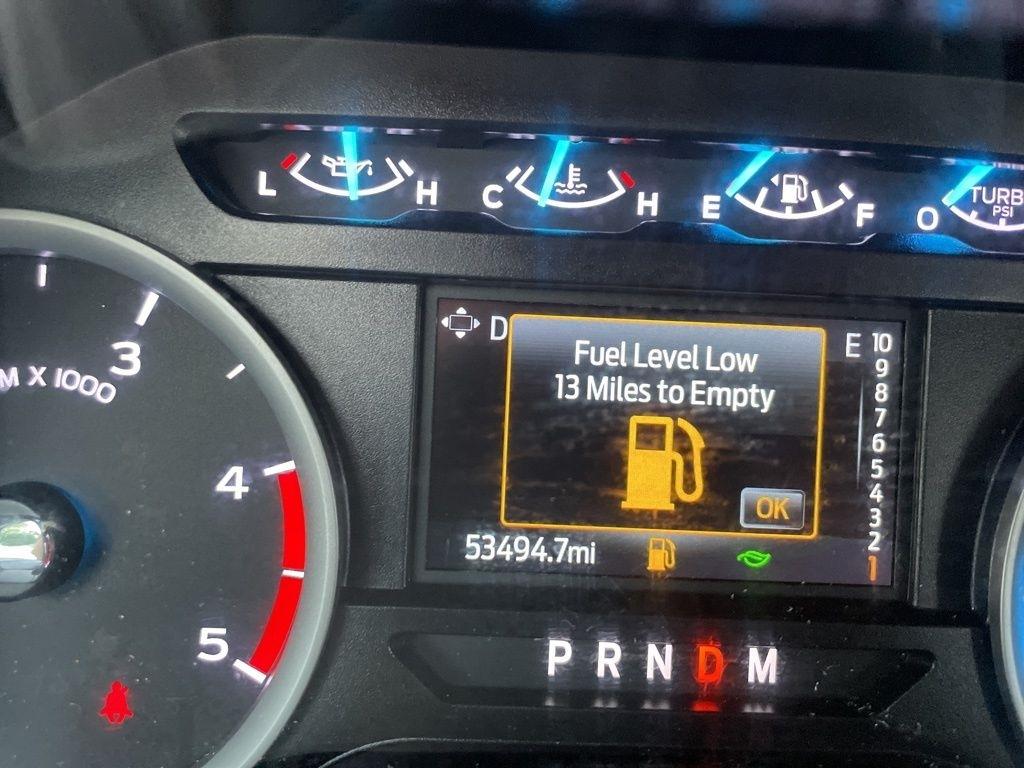 L H
C H
E F
O TURB
PSI
3
M X 1000
4
5
D
Fuel Level Low
13 Miles to Empty
OK
E 10
9
8
7
6
5
4
3
2
1
53494.7mi
P R N D M